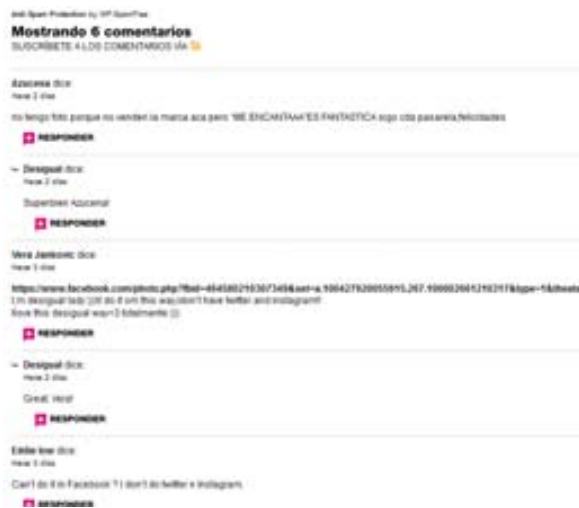 Anti-Spam Protection by WP-SpamFree
Mostrando 6 comentarios
SUSCRÍBETE A LOS COMENTARIOS VÍA
Azucena dice:
Hace 2 días
no tengo foto porque no venden la marca aca pero "ME ENCANTAAA"ES FANTASTICA sigo cda pasarela,felicidades
RESPONDER
Desigual dice:
Hace 2 días
Superbien Azucena!
RESPONDER
Vera Jankovic dice:
Hace 3 días
I,m desigual lady :))I do it om this way,don't have twitter and instagram!!
love this desigual way<3 totalmente :))
RESPONDER
Desigual dice:
Hace 2 días
Great, Vera!
RESPONDER
Eddie low dice:
Hace 3 días
Can't do it in Facebook ? I don't do twitter n Instagram.
RESPONDER